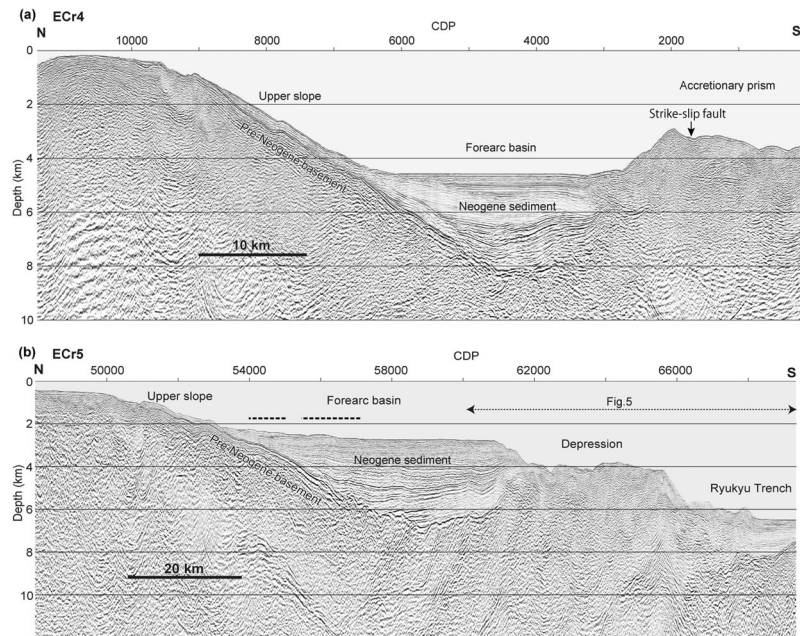 (a) ECr4
N CDP S
10000 8000 6000 4000 2000
0
Accretionary prism
2
Upper slope
Strike-slip fault
Forearc basin
4
Pre-Neogene basement
Depth (km)
6
Neogene sediment
10 km
8
10
(b) ECr5
N CDP S
50000 54000 58000 62000 66000
0
Upper slope Forearc basin Fig.5
2
Depression
Neogene sediment
4
Pre-Neogene basement
Ryukyu Trench
Depth (km)
6
8
20 km
10